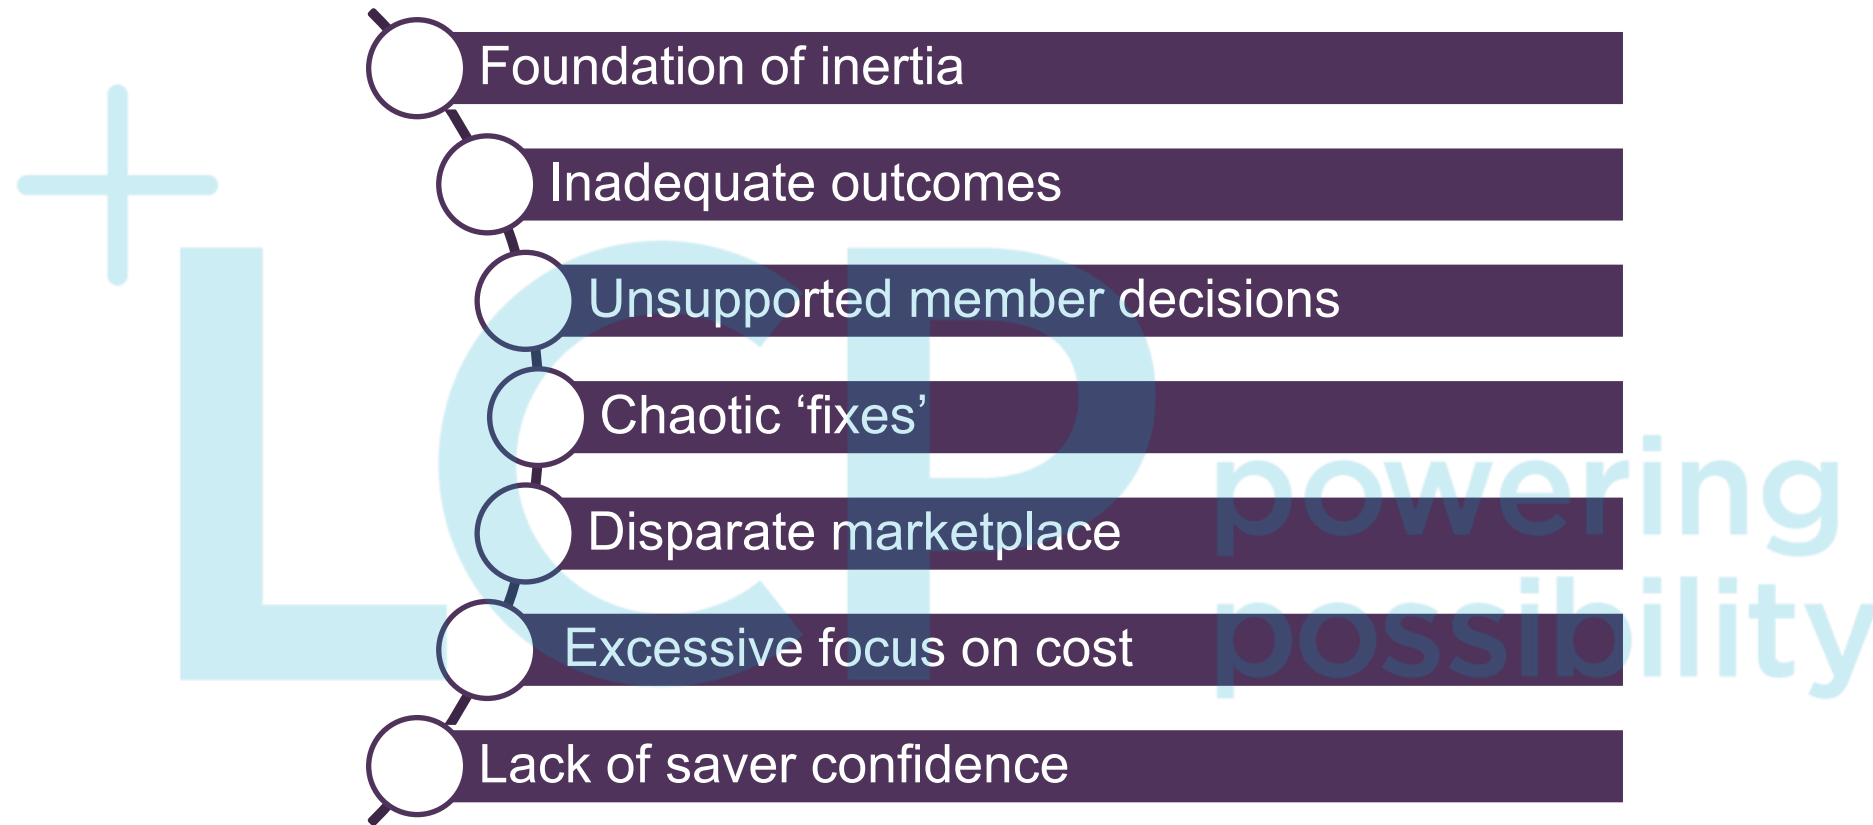 Foundation of inertia
Inadequate outcomes
Unsupported member decisions
Chaotic ‘fixes’
Disparate marketplace
Excessive focus on cost
Lack of saver confidence
LCP
powering
possibility